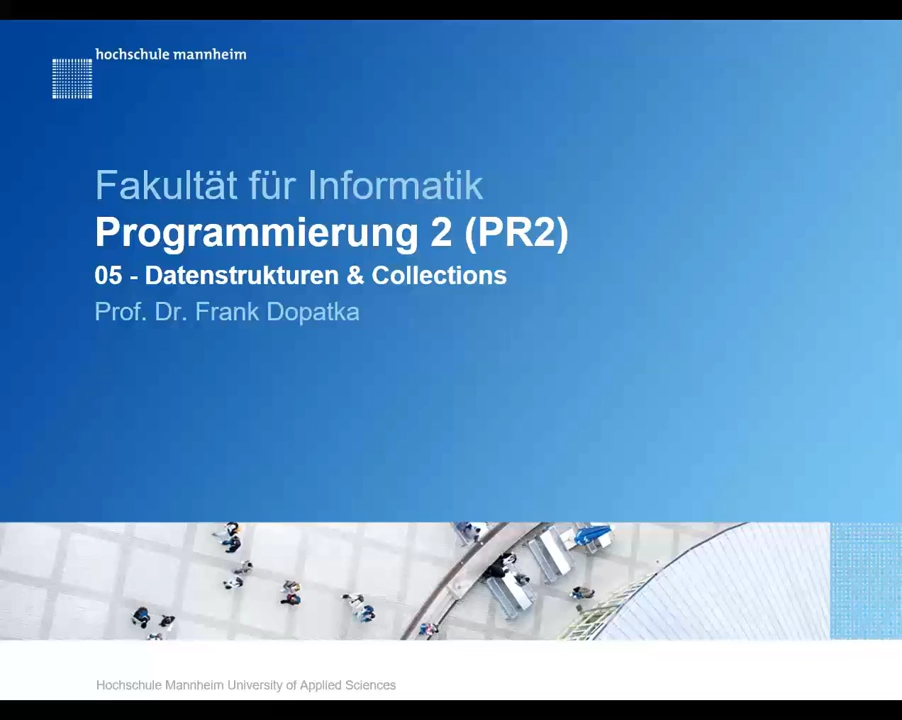 hochschule mannheim
Fakultät für Informatik
Programmierung 2 (PR2)
05 - Datenstrukturen & Collections
Prof. Dr. Frank Dopatka
Hochschule Mannheim University of Applied Sciences